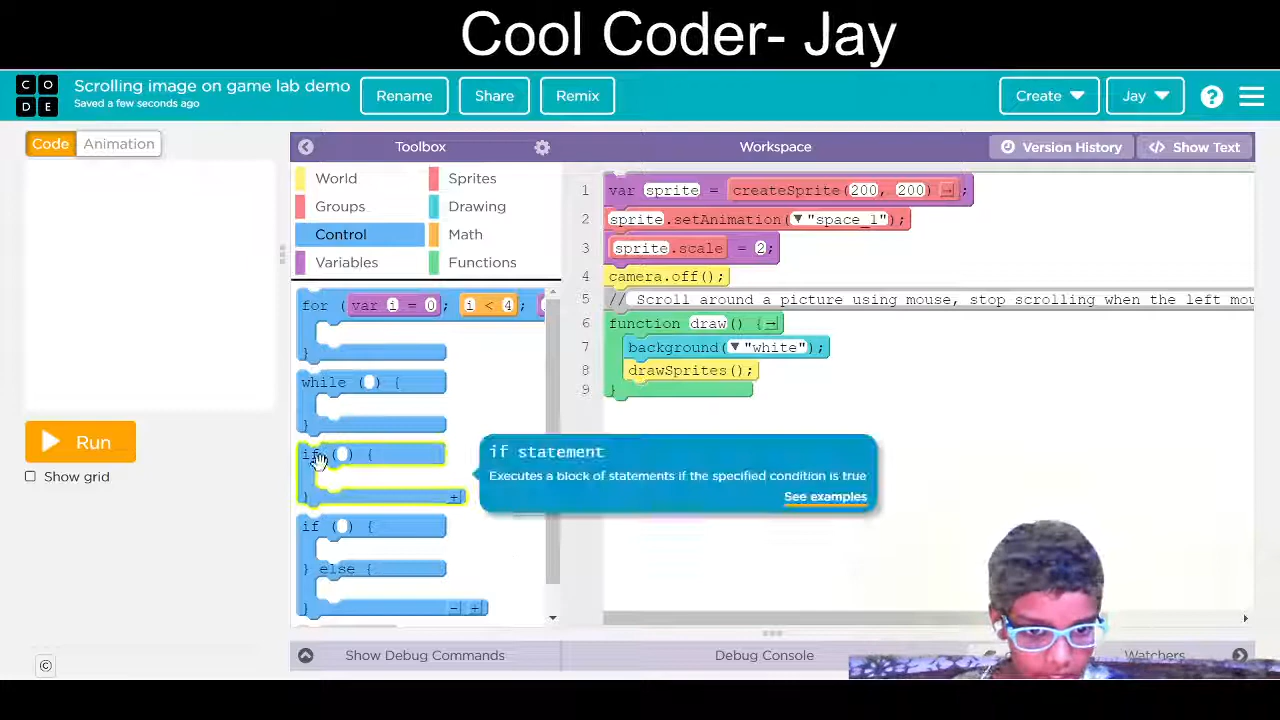 Cool Coder- Jay
C O
D E
Scrolling image on game lab demo
Saved a few seconds ago
Rename
Share
Remix
Create
Jay
?
Code
Animation
Toolbox
Workspace
Version History
</> Show Text
World
Sprites
Groups
Drawing
Control
Math
Variables
Functions
for ( var i = 0 ; i < 4 ;
}
while ( ) {
}
if ( ) {
} +
if ( ) {
} else {
} - +
1 var sprite = createSprite(200, 200) ;
2 sprite.setAnimation( "space_1");
3 sprite.scale = 2;
4 camera.off();
5 // Scroll around a picture using mouse, stop scrolling when the left mou
6 function draw() {
7 background( "white");
8 drawSprites();
9 }
if statement
Executes a block of statements if the specified condition is true
See examples
Run
Show grid
©
Show Debug Commands
Debug Console
Watchers